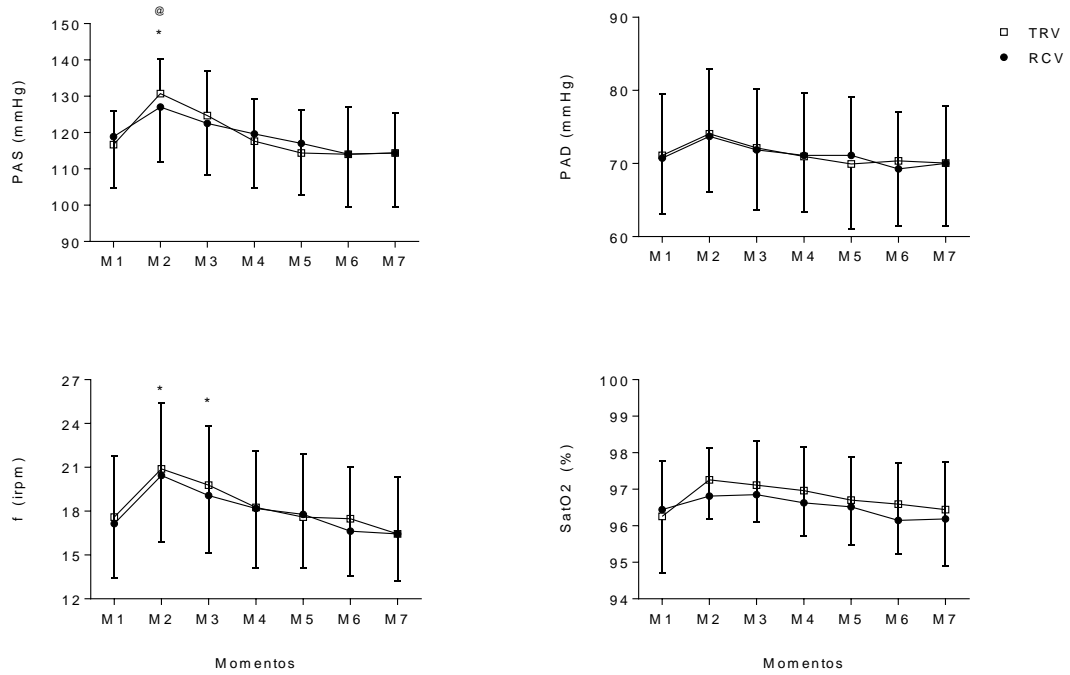 @
*
150
140
130
120
110
100
90
PAS (mmHg)
M1 M2 M3 M4 M5 M6 M7
90
80
70
60
PAD (mmHg)
M1 M2 M3 M4 M5 M6 M7
TRV
RCV
* *
27
24
21
18
15
12
f (irpm)
M1 M2 M3 M4 M5 M6 M7
Momentos
100
99
98
97
96
95
94
SatO2 (%)
M1 M2 M3 M4 M5 M6 M7
Momentos